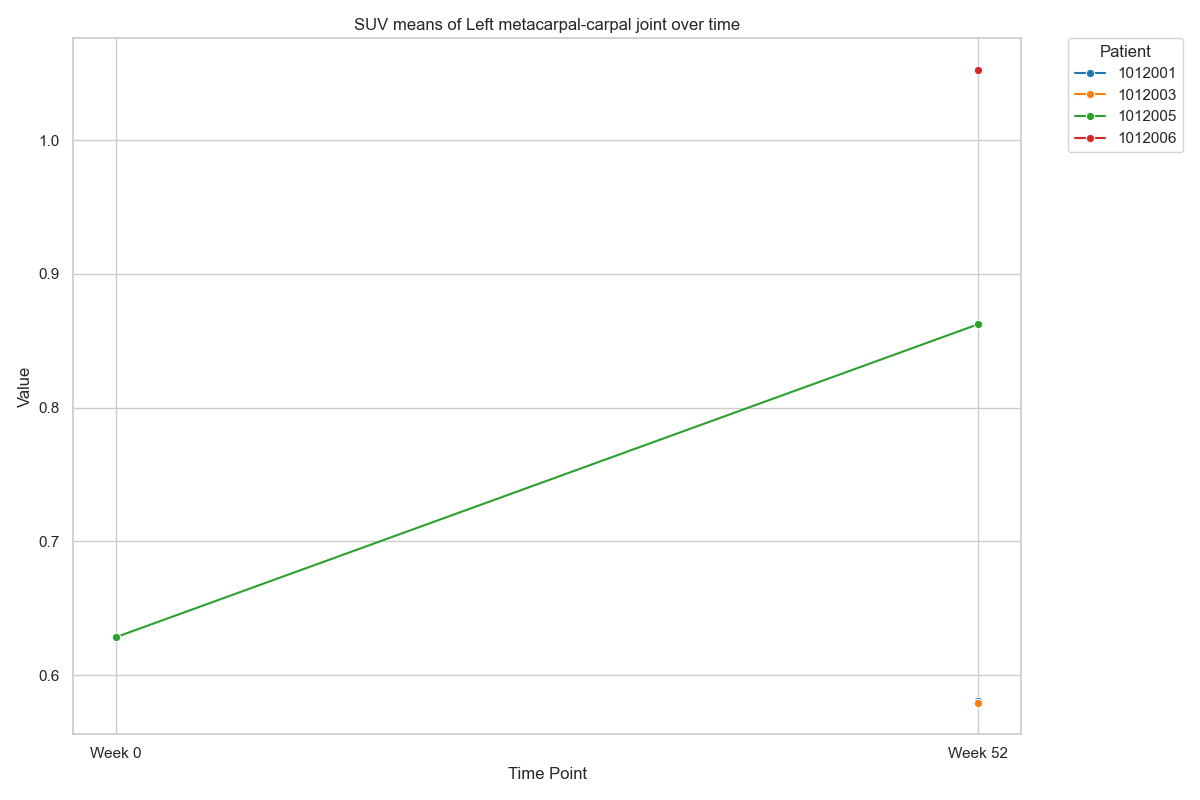 SUV means of Left metacarpal-carpal joint over time
Patient
1012001
1012003
1012005
1012006
1.0
0.9
0.8
0.7
0.6
Value
Week 0
Week 52
Time Point